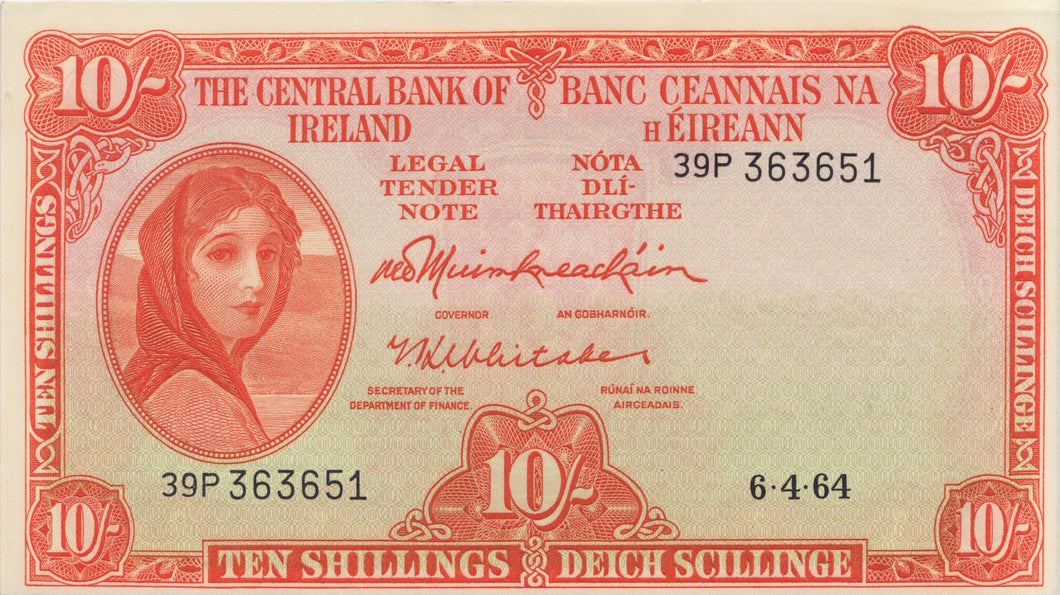 10/-
10/-
THE CENTRAL BANK OF
IRELAND
BANC CEANNAIS NA
H ÉIREANN
LEGAL
TENDER
NOTE
NÓTA
DLÍ-
THAIRGTHE
39P 363651
M Ó Muimhneacháin
GOVERNOR.
AN GOBHARNÓIR.
T. K. Whitaker
SECRETARY OF THE
DEPARTMENT OF FINANCE.
RÚNAÍ NA ROINNE
AIRGEADAIS.
TEN SHILLINGS
DEICH SCILLINGE
39P 363651
10/-
6·4·64
10/-
10/-
TEN SHILLINGS
DEICH SCILLINGE